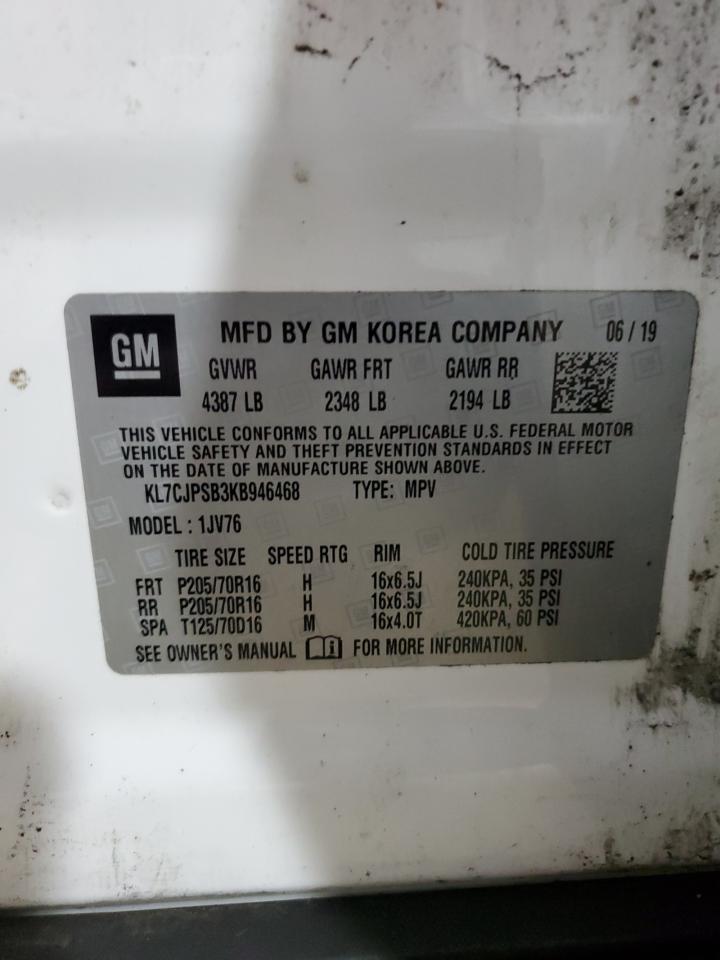 GM MFD BY GM KOREA COMPANY 06 / 19
GVWR GAWR FRT GAWR RR
4387 LB 2348 LB 2194 LB
THIS VEHICLE CONFORMS TO ALL APPLICABLE U.S. FEDERAL MOTOR
VEHICLE SAFETY AND THEFT PREVENTION STANDARDS IN EFFECT
ON THE DATE OF MANUFACTURE SHOWN ABOVE.
KL7CJPSB3KB946468 TYPE: MPV
MODEL : 1JV76
TIRE SIZE SPEED RTG RIM COLD TIRE PRESSURE
FRT P205/70R16 H 16x6.5J 240KPA, 35 PSI
RR P205/70R16 H 16x6.5J 240KPA, 35 PSI
SPA T125/70D16 M 16x4.0T 420KPA, 60 PSI
SEE OWNER'S MANUAL FOR MORE INFORMATION.